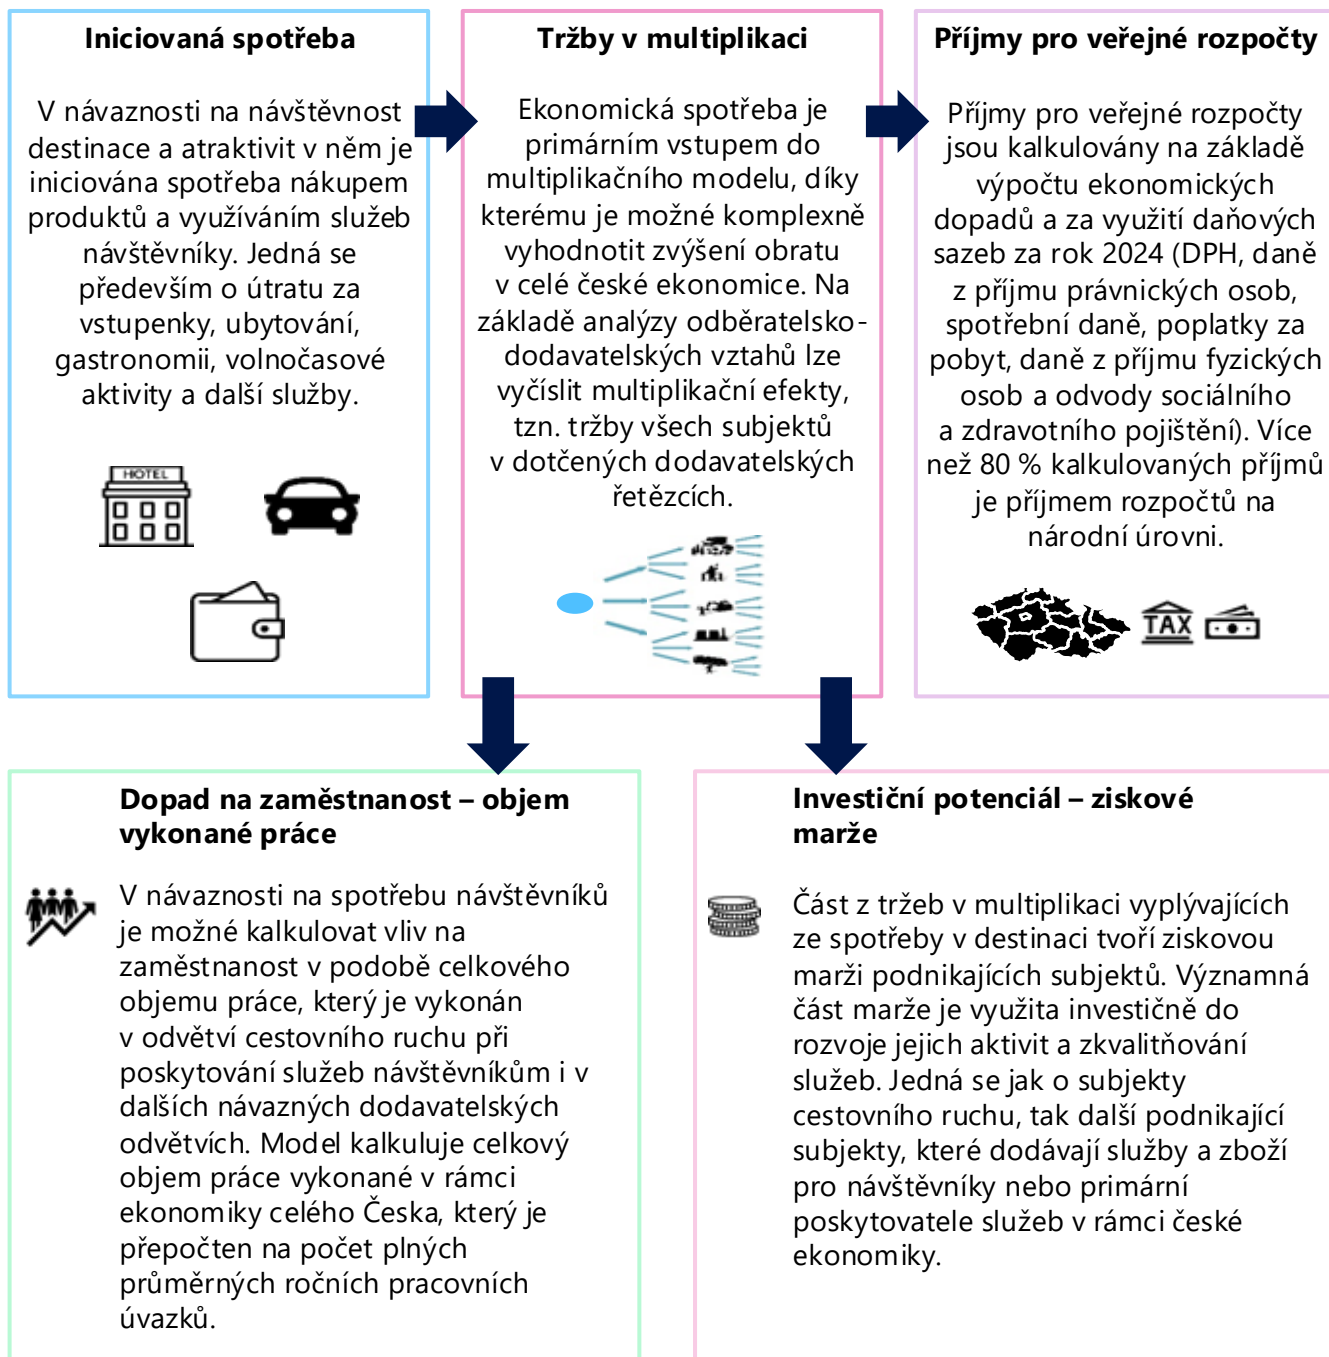 Iniciovaná spotřeba
V návaznosti na návštěvnost
destinace a atraktivit v něm je
iniciována spotřeba nákupem
produktů a využíváním služeb
návštěvníky. Jedná se
především o útratu za
vstupenky, ubytování,
gastronomii, volnočasové
aktivity a další služby.
HOTEL
Tržby v multiplikaci
Ekonomická spotřeba je
primárním vstupem do
multiplikačního modelu, díky
kterému je možné komplexně
vyhodnotit zvýšení obratu
v celé české ekonomice. Na
základě analýzy odběratelsko-
dodavatelských vztahů lze
vyčíslit multiplikační efekty,
tzn. tržby všech subjektů
v dotčených dodavatelských
řetězcích.
Příjmy pro veřejné rozpočty
Příjmy pro veřejné rozpočty
jsou kalkulovány na základě
výpočtu ekonomických
dopadů a za využití daňových
sazeb za rok 2024 (DPH, daně
z příjmu právnických osob,
spotřební daně, poplatky za
pobyt, daně z příjmu fyzických
osob a odvody sociálního
a zdravotního pojištění). Více
než 80 % kalkulovaných příjmů
je příjmem rozpočtů na
národní úrovni.
TAX
Dopad na zaměstnanost – objem
vykonané práce
V návaznosti na spotřebu návštěvníků
je možné kalkulovat vliv na
zaměstnanost v podobě celkového
objemu práce, který je vykonán
v odvětví cestovního ruchu při
poskytování služeb návštěvníkům i v
dalších návazných dodavatelských
odvětvích. Model kalkuluje celkový
objem práce vykonané v rámci
ekonomiky celého Česka, který je
přepočten na počet plných
průměrných ročních pracovních
úvazků.
Investiční potenciál – ziskové
marže
Část z tržeb v multiplikaci vyplývajících
ze spotřeby v destinaci tvoří ziskovou
marži podnikajících subjektů. Významná
část marže je využita investičně do
rozvoje jejich aktivit a zkvalitňování
služeb. Jedná se jak o subjekty
cestovního ruchu, tak další podnikající
subjekty, které dodávají služby a zboží
pro návštěvníky nebo primární
poskytovatele služeb v rámci české
ekonomiky.